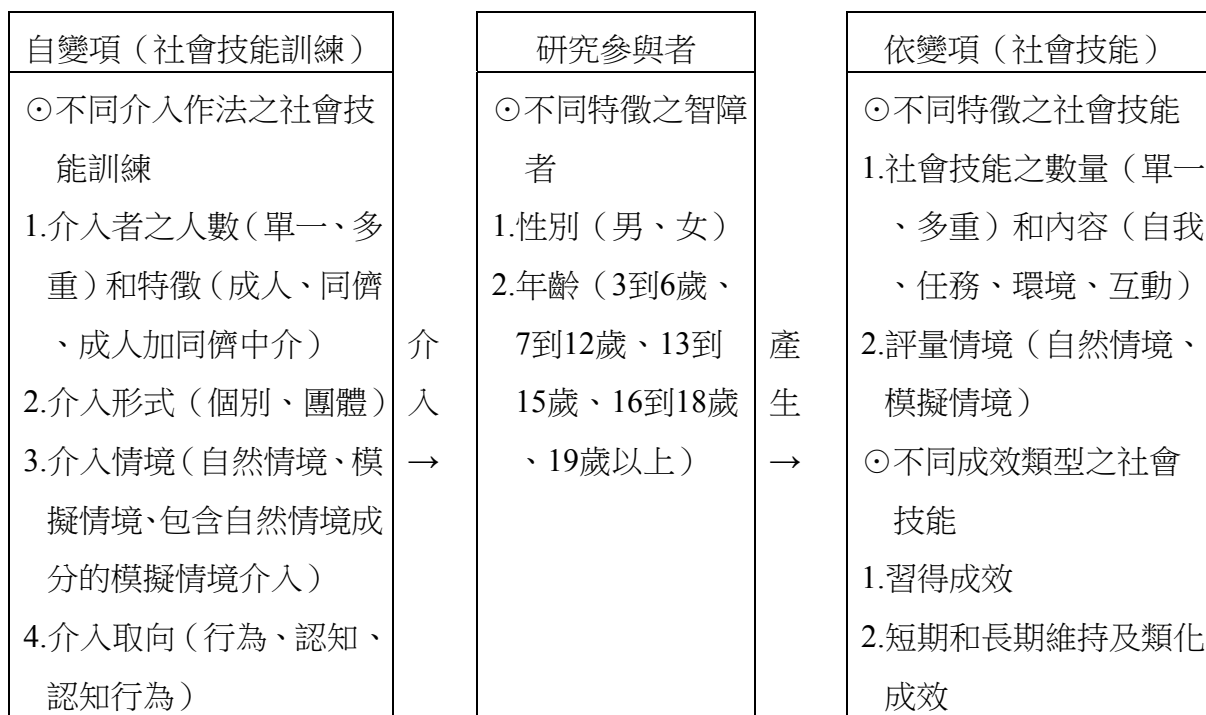 自變項（社會技能訓練）
⊙不同介入作法之社會技
能訓練
1.介入者之人數（單一、多
重）和特徵（成人、同儕
、成人加同儕中介）
2.介入形式（個別、團體）
3.介入情境（自然情境、模
擬情境、包含自然情境成
分的模擬情境介入）
4.介入取向（行為、認知、
認知行為）
介
入
→
研究參與者
⊙不同特徵之智障
者
1.性別（男、女）
2.年齡（3到6歲、
7到12歲、13到
15歲、16到18歲
、19歲以上）
產
生
→
依變項（社會技能）
⊙不同特徵之社會技能
1.社會技能之數量（單一
、多重）和內容（自我
、任務、環境、互動）
2.評量情境（自然情境、
模擬情境）
⊙不同成效類型之社會
技能
1.習得成效
2.短期和長期維持及類化
成效